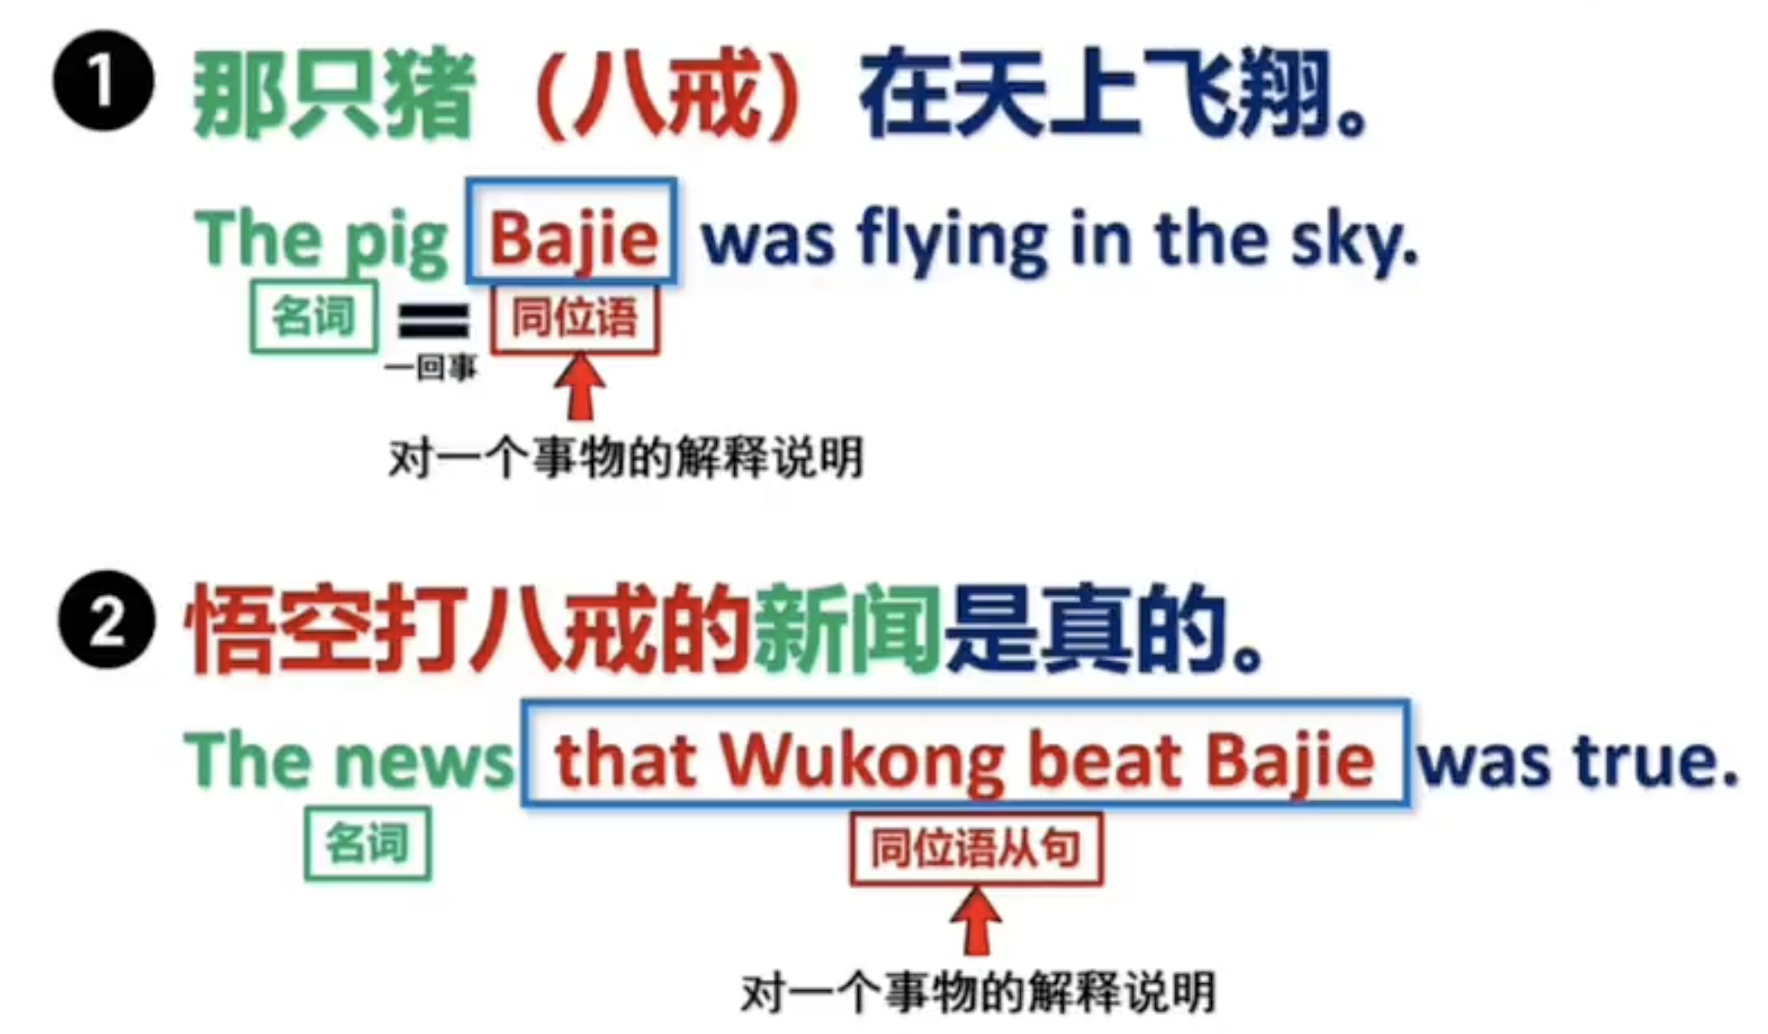 1 那只猪（八戒）在天上飞翔。
The pig Bajie was flying in the sky.
名词 = 同位语
一回事
对一个事物的解释说明
2 悟空打八戒的新闻是真的。
The news that Wukong beat Bajie was true.
名词 同位语从句
对一个事物的解释说明